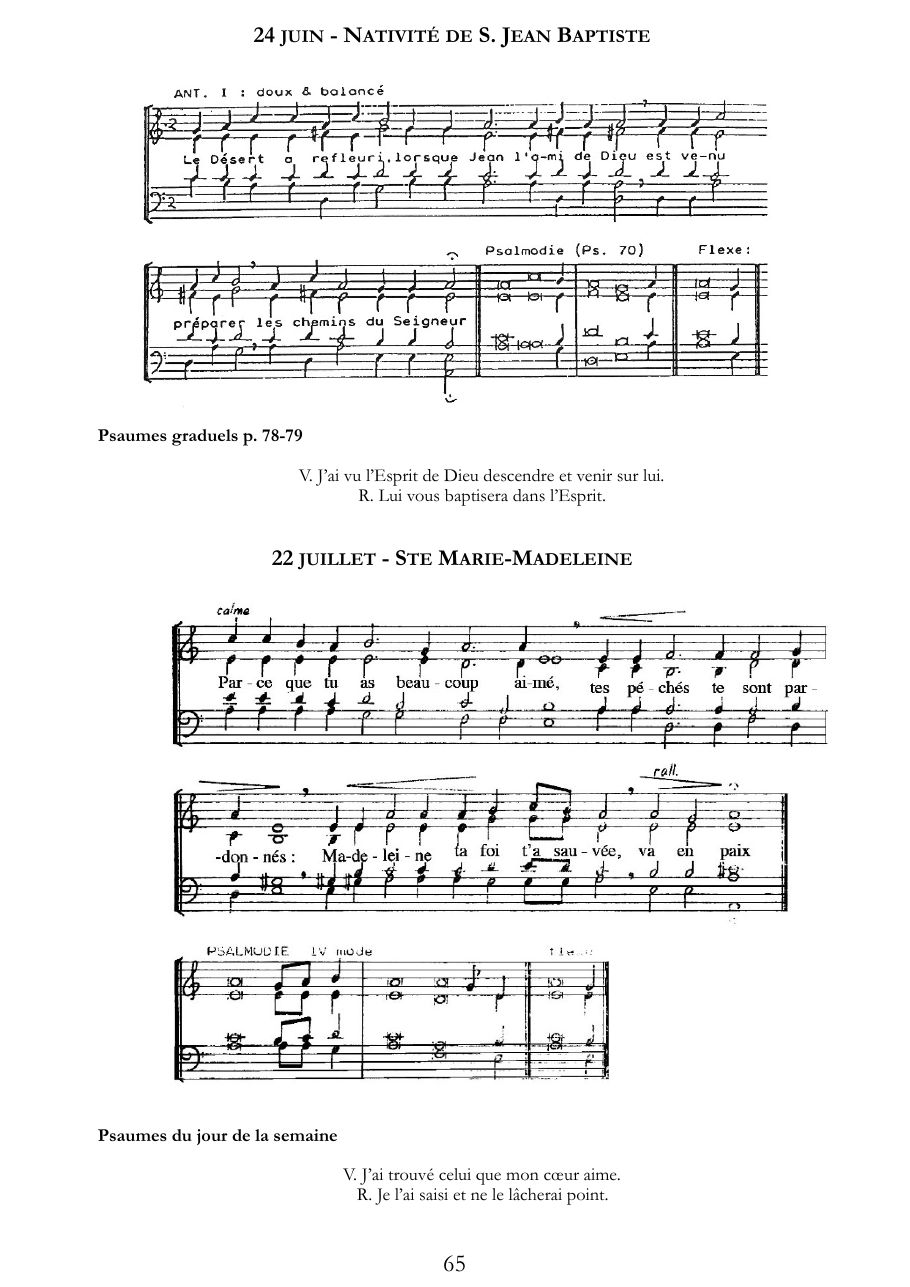 24 JUIN - NATIVITÉ DE S. JEAN BAPTISTE
ANT. I : doux & balancé
Le Désert a refleuri,lorsque Jean l'a-mi de Dieu est ve-nu
Psalmodie (Ps. 70) Flexe:
préparer les chemins du Seigneur
Psaumes graduels p. 78-79
V. J’ai vu l’Esprit de Dieu descendre et venir sur lui.
R. Lui vous baptisera dans l’Esprit.
22 JUILLET - STE MARIE-MADELEINE
calme
Par - ce que tu as beau - coup ai-mé, tes pé - chés te sont par -
rall.
-don - nés : Ma-de - lei - ne ta foi t'a sau - vée, va en paix
PSALMODIE IV mode
Psaumes du jour de la semaine
V. J’ai trouvé celui que mon cœur aime.
R. Je l’ai saisi et ne le lâcherai point.
65